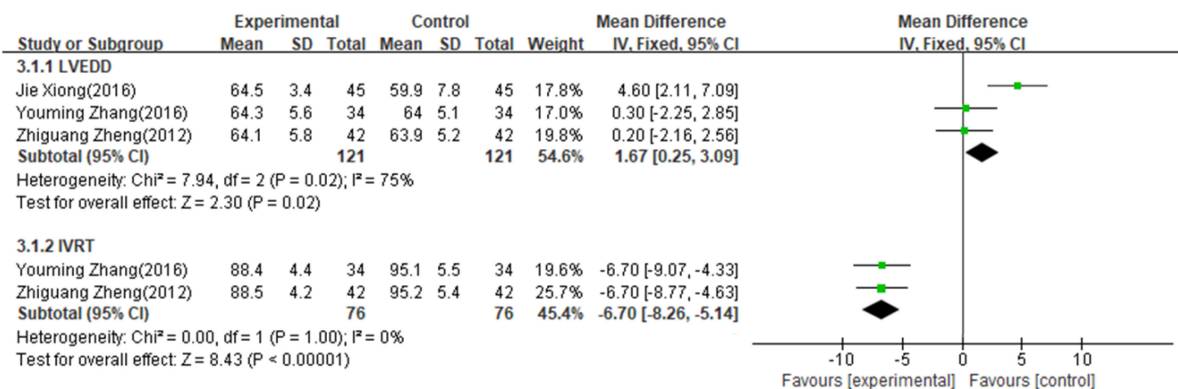 Experimental Control Mean Difference Mean Difference
Study or Subgroup Mean SD Total Mean SD Total Weight IV, Fixed, 95% CI IV, Fixed, 95% CI
3.1.1 LVEDD
Jie Xiong(2016) 64.5 3.4 45 59.9 7.8 45 17.8% 4.60 [2.11, 7.09]
Youming Zhang(2016) 64.3 5.6 34 64 5.1 34 17.0% 0.30 [-2.25, 2.85]
Zhiguang Zheng(2012) 64.1 5.8 42 63.9 5.2 42 19.8% 0.20 [-2.16, 2.56]
Subtotal (95% CI) 121 121 54.6% 1.67 [0.25, 3.09]
Heterogeneity: Chi² = 7.94, df = 2 (P = 0.02); I² = 75%
Test for overall effect: Z = 2.30 (P = 0.02)
3.1.2 IVRT
Youming Zhang(2016) 88.4 4.4 34 95.1 5.5 34 19.6% -6.70 [-9.07, -4.33]
Zhiguang Zheng(2012) 88.5 4.2 42 95.2 5.4 42 25.7% -6.70 [-8.77, -4.63]
Subtotal (95% CI) 76 76 45.4% -6.70 [-8.26, -5.14]
Heterogeneity: Chi² = 0.00, df = 1 (P = 1.00); I² = 0%
Test for overall effect: Z = 8.43 (P < 0.00001)
-10 -5 0 5 10
Favours [experimental] Favours [control]